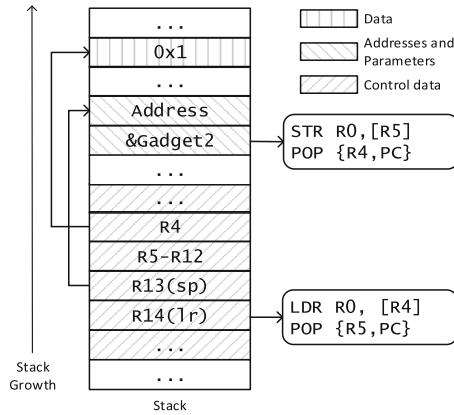 ...
0x1
...
Address
&Gadget2
...
...
R4
R5-R12
R13(sp)
R14(lr)
...
...
Stack
Stack
Growth
Data
Addresses and
Parameters
Control data
STR R0,[R5]
POP {R4,PC}
LDR R0, [R4]
POP {R5,PC}